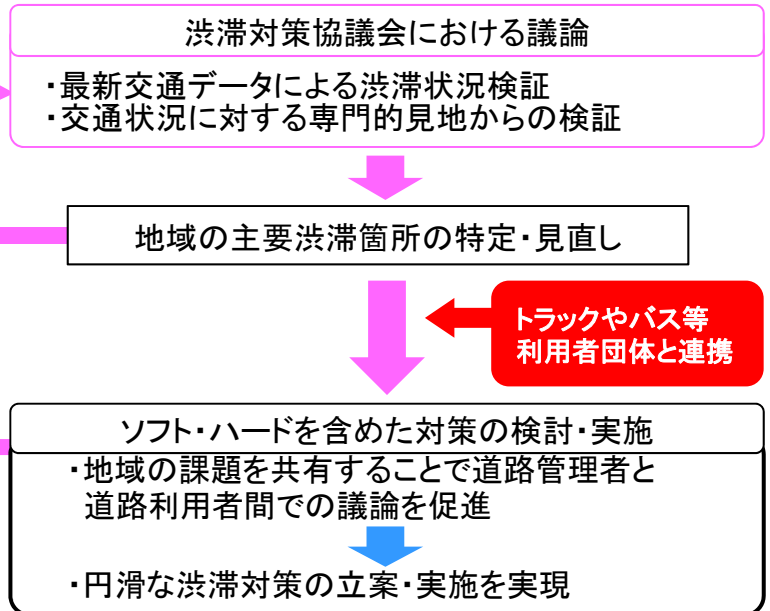 渋滞対策協議会における議論
・最新交通データによる渋滞状況検証
・交通状況に対する専門的見地からの検証
地域の主要渋滞箇所の特定・見直し
トラックやバス等
利用者団体と連携
ソフト・ハードを含めた対策の検討・実施
・地域の課題を共有することで道路管理者と
道路利用者間での議論を促進
・円滑な渋滞対策の立案・実施を実現